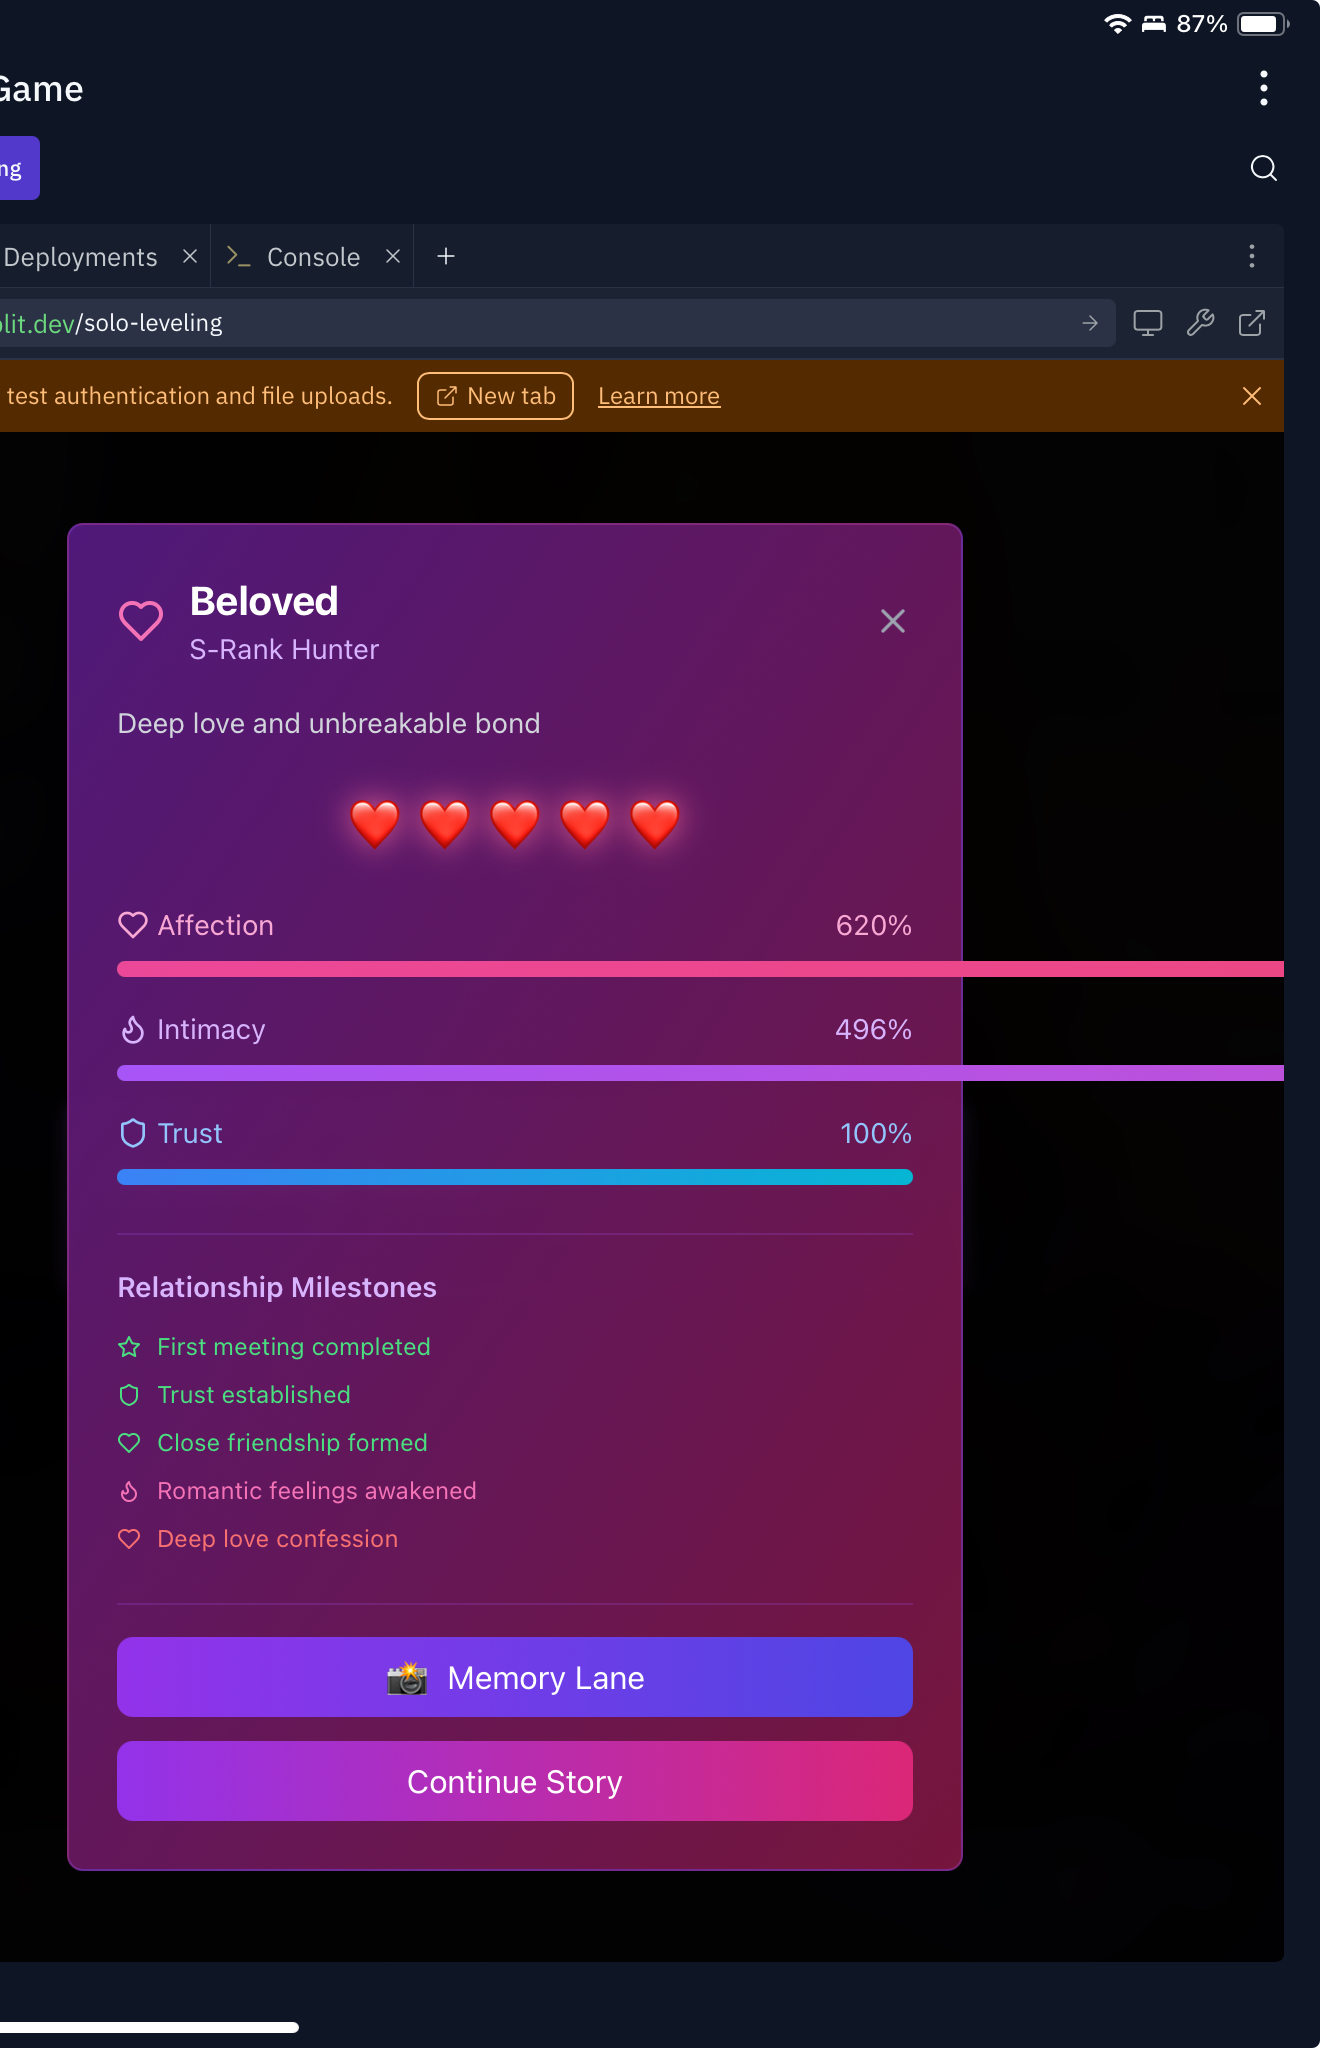 87%
Game
ng
Deployments
Console
lit.dev/solo-leveling
test authentication and file uploads.
New tab
Learn more
Beloved
S-Rank Hunter
Deep love and unbreakable bond
Affection 620%
Intimacy 496%
Trust 100%
Relationship Milestones
First meeting completed
Trust established
Close friendship formed
Romantic feelings awakened
Deep love confession
Memory Lane
Continue Story